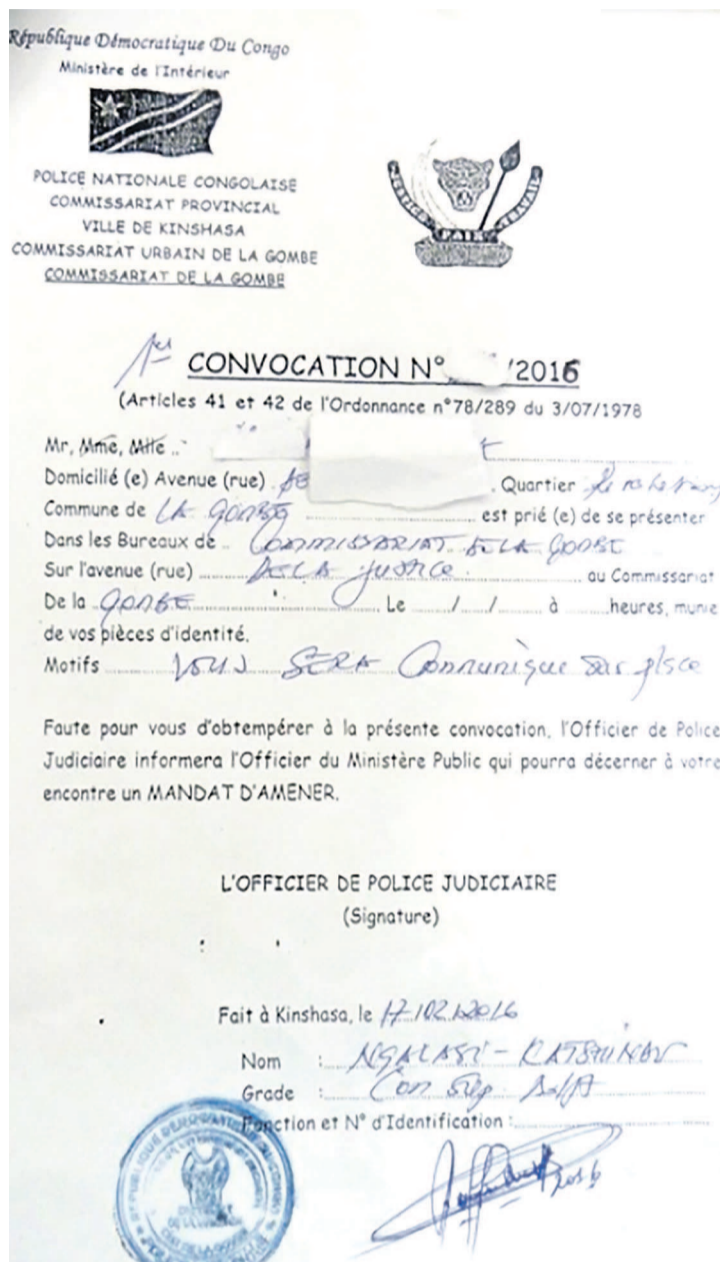 République Démocratique Du Congo
Ministère de l'Intérieur
POLICE NATIONALE CONGOLAISE
COMMISSARIAT PROVINCIAL
VILLE DE KINSHASA
COMMISSARIAT URBAIN DE LA GOMBE
COMMISSARIAT DE LA GOMBE
JUSTICE PAIX TRAVAIL
CONVOCATION N° /2016
(Articles 41 et 42 de l'Ordonnance n°78/289 du 3/07/1978
Mr, Mme, Mlle
Domicilié (e) Avenue (rue) Quartier
Commune de LA GOMBE est prié (e) de se présenter
Dans les Bureaux de COMMISSARIAT DE LA GOMBE
Sur l'avenue (rue) DE LA JUSTICE au Commissariat
De la GOMBE Le / / à heures, munie
de vos pièces d'identité.
Motifs VOUS SERA Communiqué sur place
Faute pour vous d'obtempérer à la présente convocation, l'Officier de Police
Judiciaire informera l'Officier du Ministère Public qui pourra décerner à votre
encontre un MANDAT D'AMENER.
L'OFFICIER DE POLICE JUDICIAIRE
(Signature)
Fait à Kinshasa, le 17/02/2016
Nom :
Grade :
Fonction et N° d'Identification :